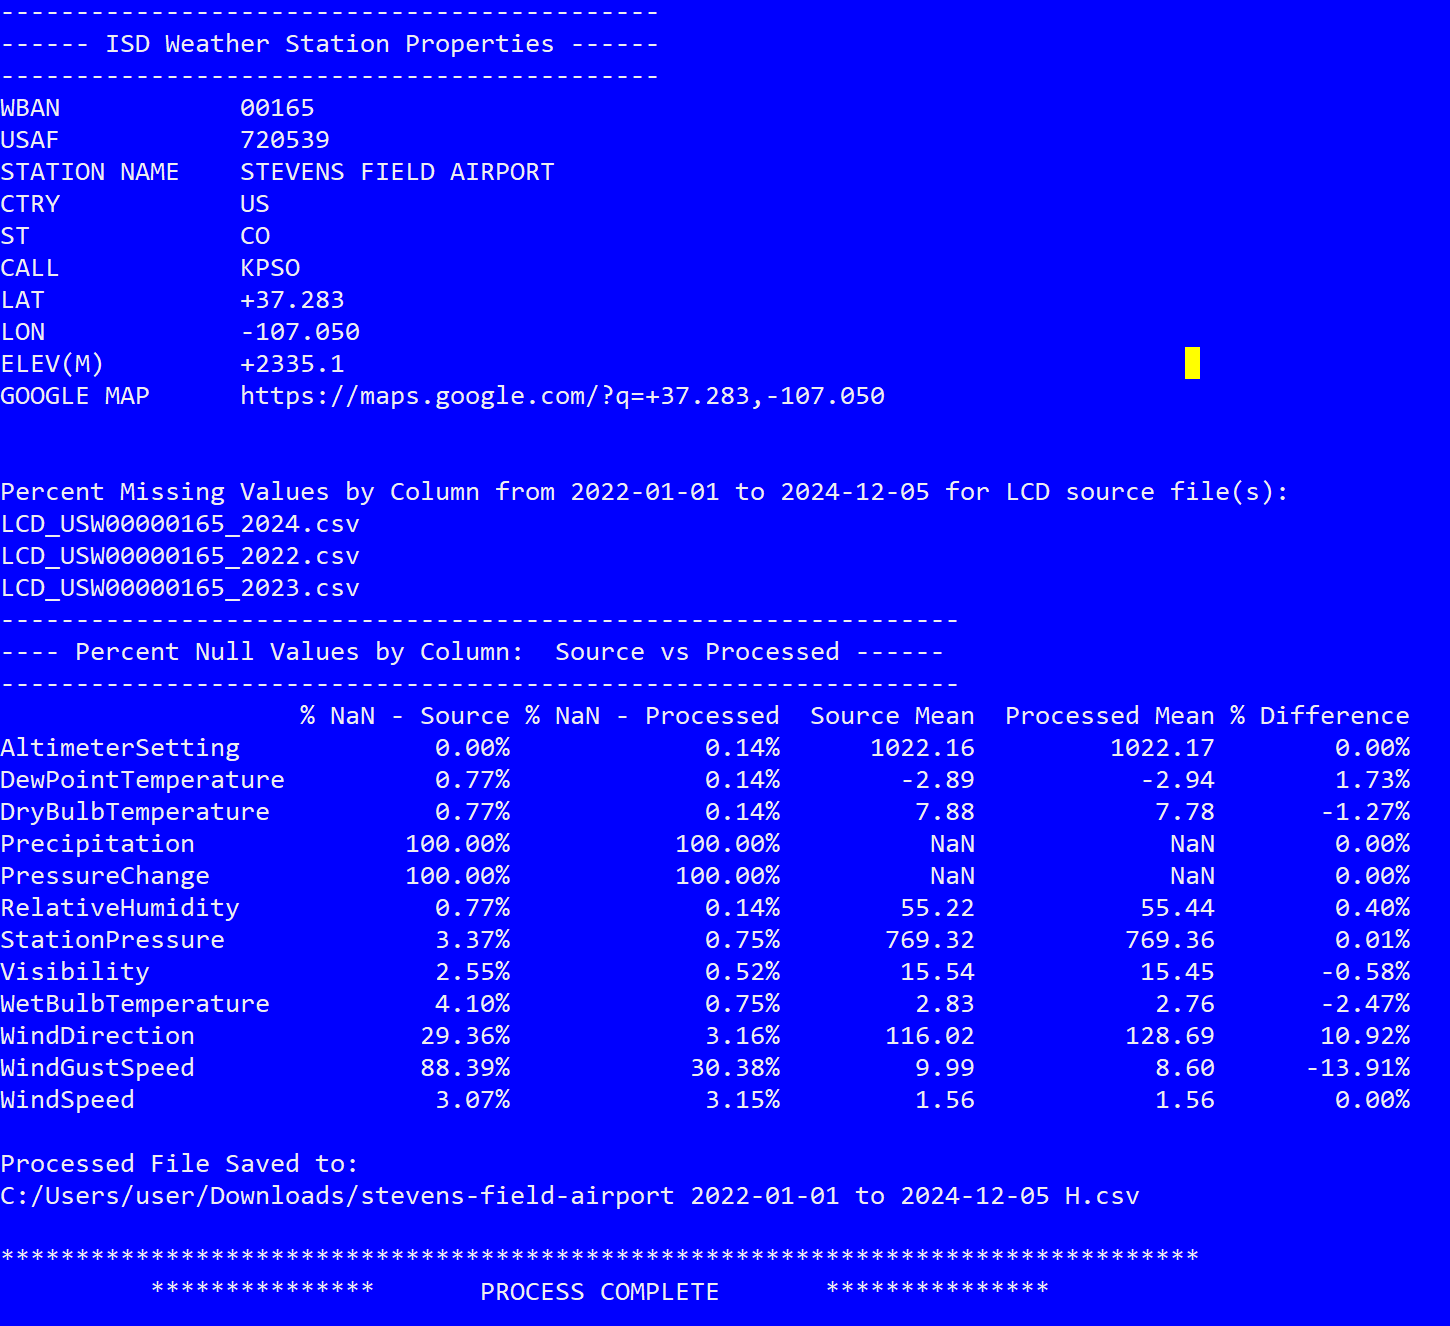 --------------------------------------------
------ ISD Weather Station Properties ------
--------------------------------------------
WBAN            00165
USAF            720539
STATION NAME    STEVENS FIELD AIRPORT
CTRY            US
ST              CO
CALL            KPSO
LAT             +37.283
LON             -107.050
ELEV(M)         +2335.1
GOOGLE MAP      https://maps.google.com/?q=+37.283,-107.050
Percent Missing Values by Column from 2022-01-01 to 2024-12-05 for LCD source file(s):
LCD_USW00000165_2024.csv
LCD_USW00000165_2022.csv
LCD_USW00000165_2023.csv
----------------------------------------------------------------
---- Percent Null Values by Column:  Source vs Processed ------
----------------------------------------------------------------
                    % NaN - Source % NaN - Processed  Source Mean  Processed Mean % Difference
AltimeterSetting             0.00%             0.14%      1022.16         1022.17        0.00%
DewPointTemperature          0.77%             0.14%        -2.89           -2.94        1.73%
DryBulbTemperature           0.77%             0.14%         7.88            7.78       -1.27%
Precipitation              100.00%           100.00%          NaN             NaN        0.00%
PressureChange             100.00%           100.00%          NaN             NaN        0.00%
RelativeHumidity             0.77%             0.14%        55.22           55.44        0.40%
StationPressure              3.37%             0.75%       769.32          769.36        0.01%
Visibility                   2.55%             0.52%        15.54           15.45       -0.58%
WetBulbTemperature           4.10%             0.75%         2.83            2.76       -2.47%
WindDirection               29.36%             3.16%       116.02          128.69       10.92%
WindGustSpeed               88.39%            30.38%         9.99            8.60      -13.91%
WindSpeed                    3.07%             3.15%         1.56            1.56        0.00%
Processed File Saved to:
C:/Users/user/Downloads/stevens-field-airport 2022-01-01 to 2024-12-05 H.csv
********************************************************************************
          ***************       PROCESS COMPLETE       ***************